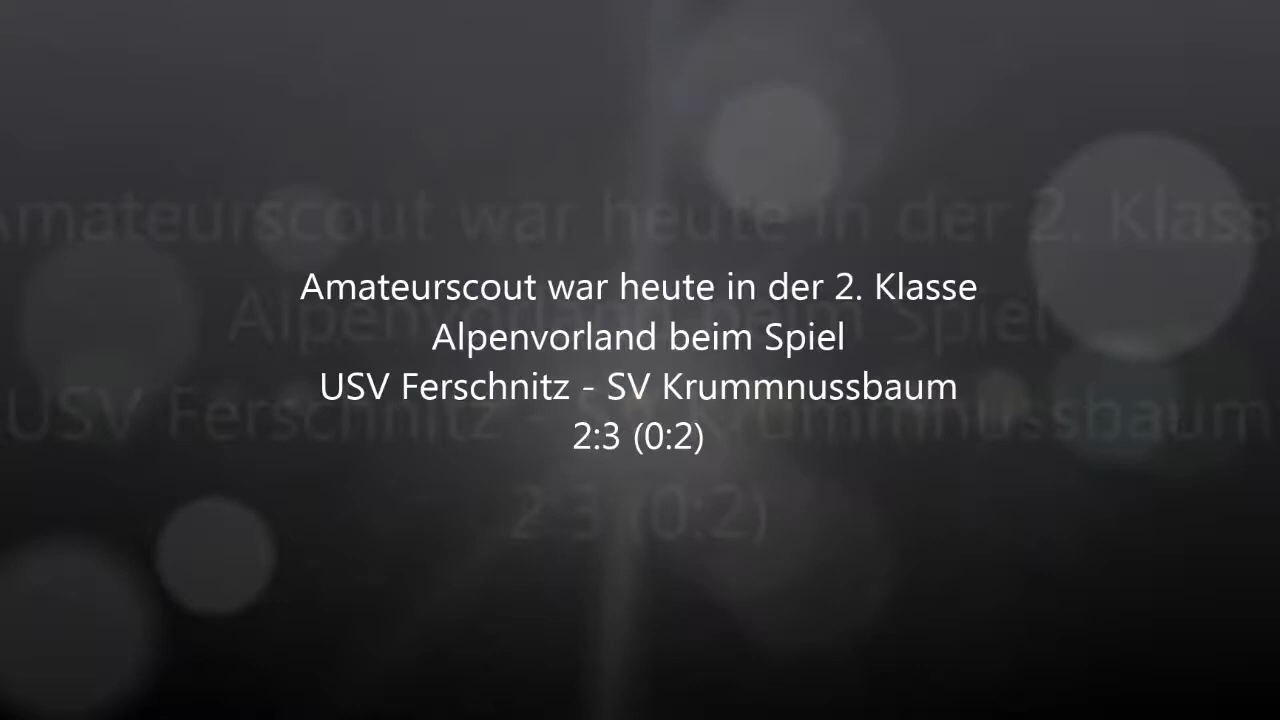 Amateurscout war heute in der 2. Klasse
Alpenvorland beim Spiel
USV Ferschnitz - SV Krummnussbaum
2:3 (0:2)